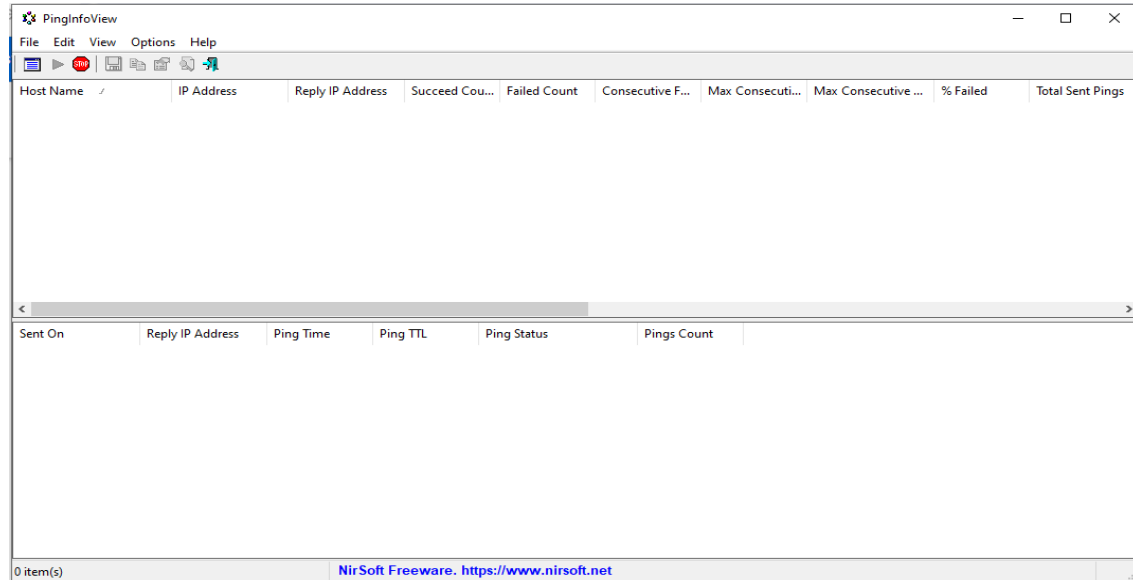 PingInfoView
File Edit View Options Help
STOP
Host Name IP Address Reply IP Address Succeed Cou... Failed Count Consecutive F... Max Consecuti... Max Consecutive ... % Failed Total Sent Pings
Sent On Reply IP Address Ping Time Ping TTL Ping Status Pings Count
0 item(s) NirSoft Freeware. https://www.nirsoft.net